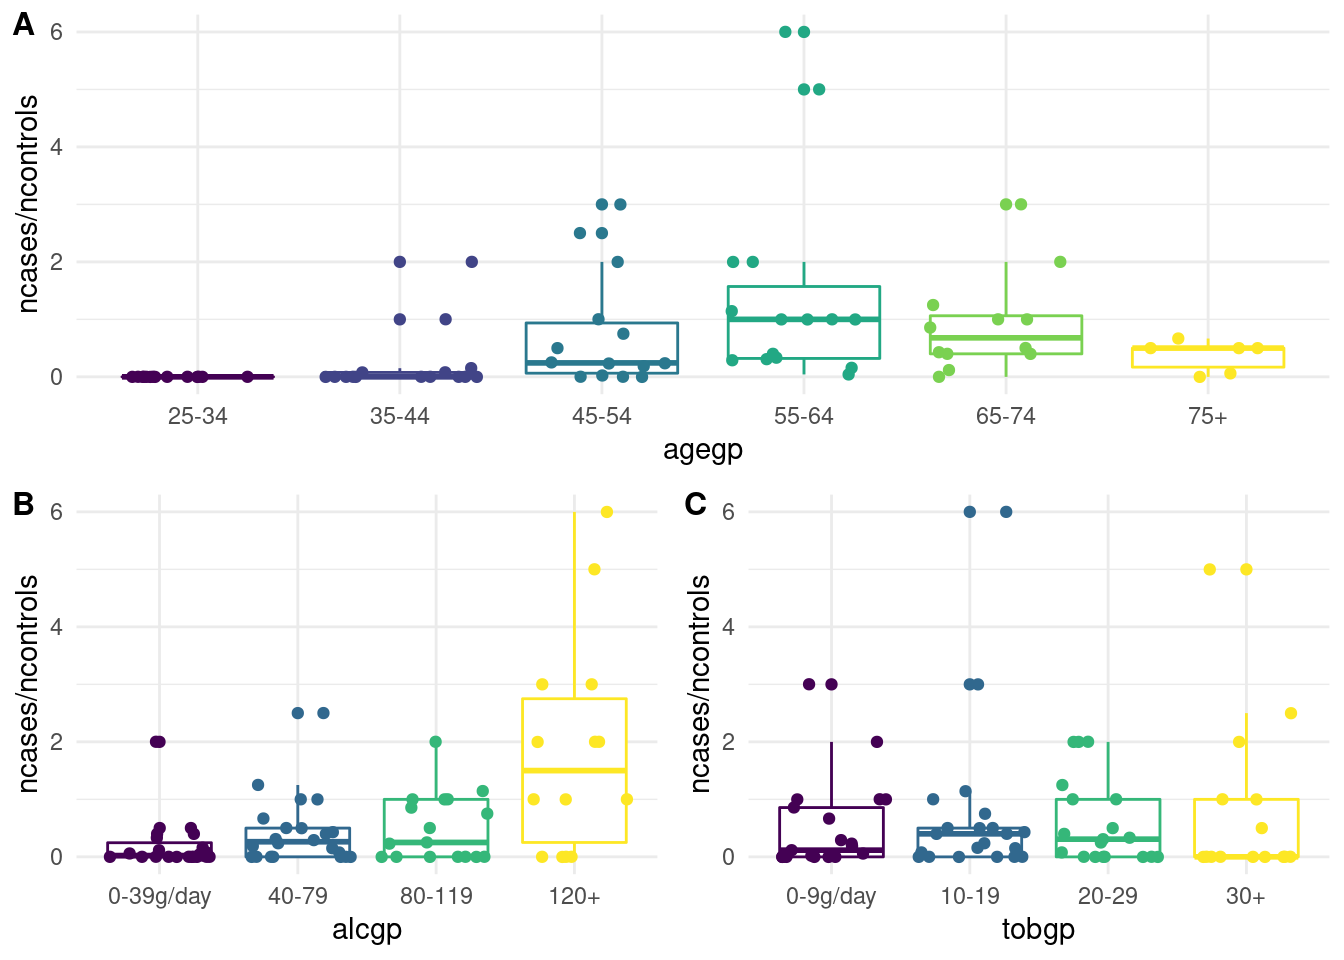 A
ncases/ncontrols
6
4
2
0
25-34 35-44 45-54 55-64 65-74 75+
agegp
B
ncases/ncontrols
6
4
2
0
0-39g/day 40-79 80-119 120+
alcgp
C
ncases/ncontrols
6
4
2
0
0-9g/day 10-19 20-29 30+
tobgp